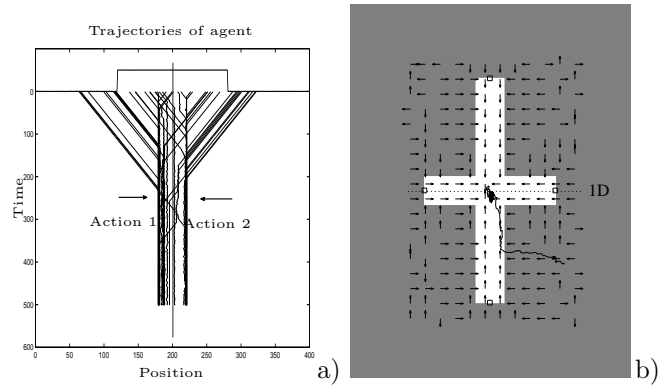 Trajectories of agent
0
100
200
300
400
500
600
Time
Action 1
Action 2
0 50 100 150 200 250 300 350 400
Position
a)
1D
b)